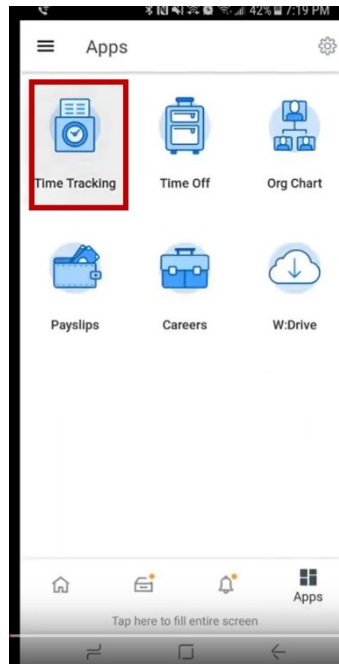 42% 7:19 PM
Apps
Time Tracking
Time Off
Org Chart
Payslips
Careers
W:Drive
Apps
Tap here to fill entire screen